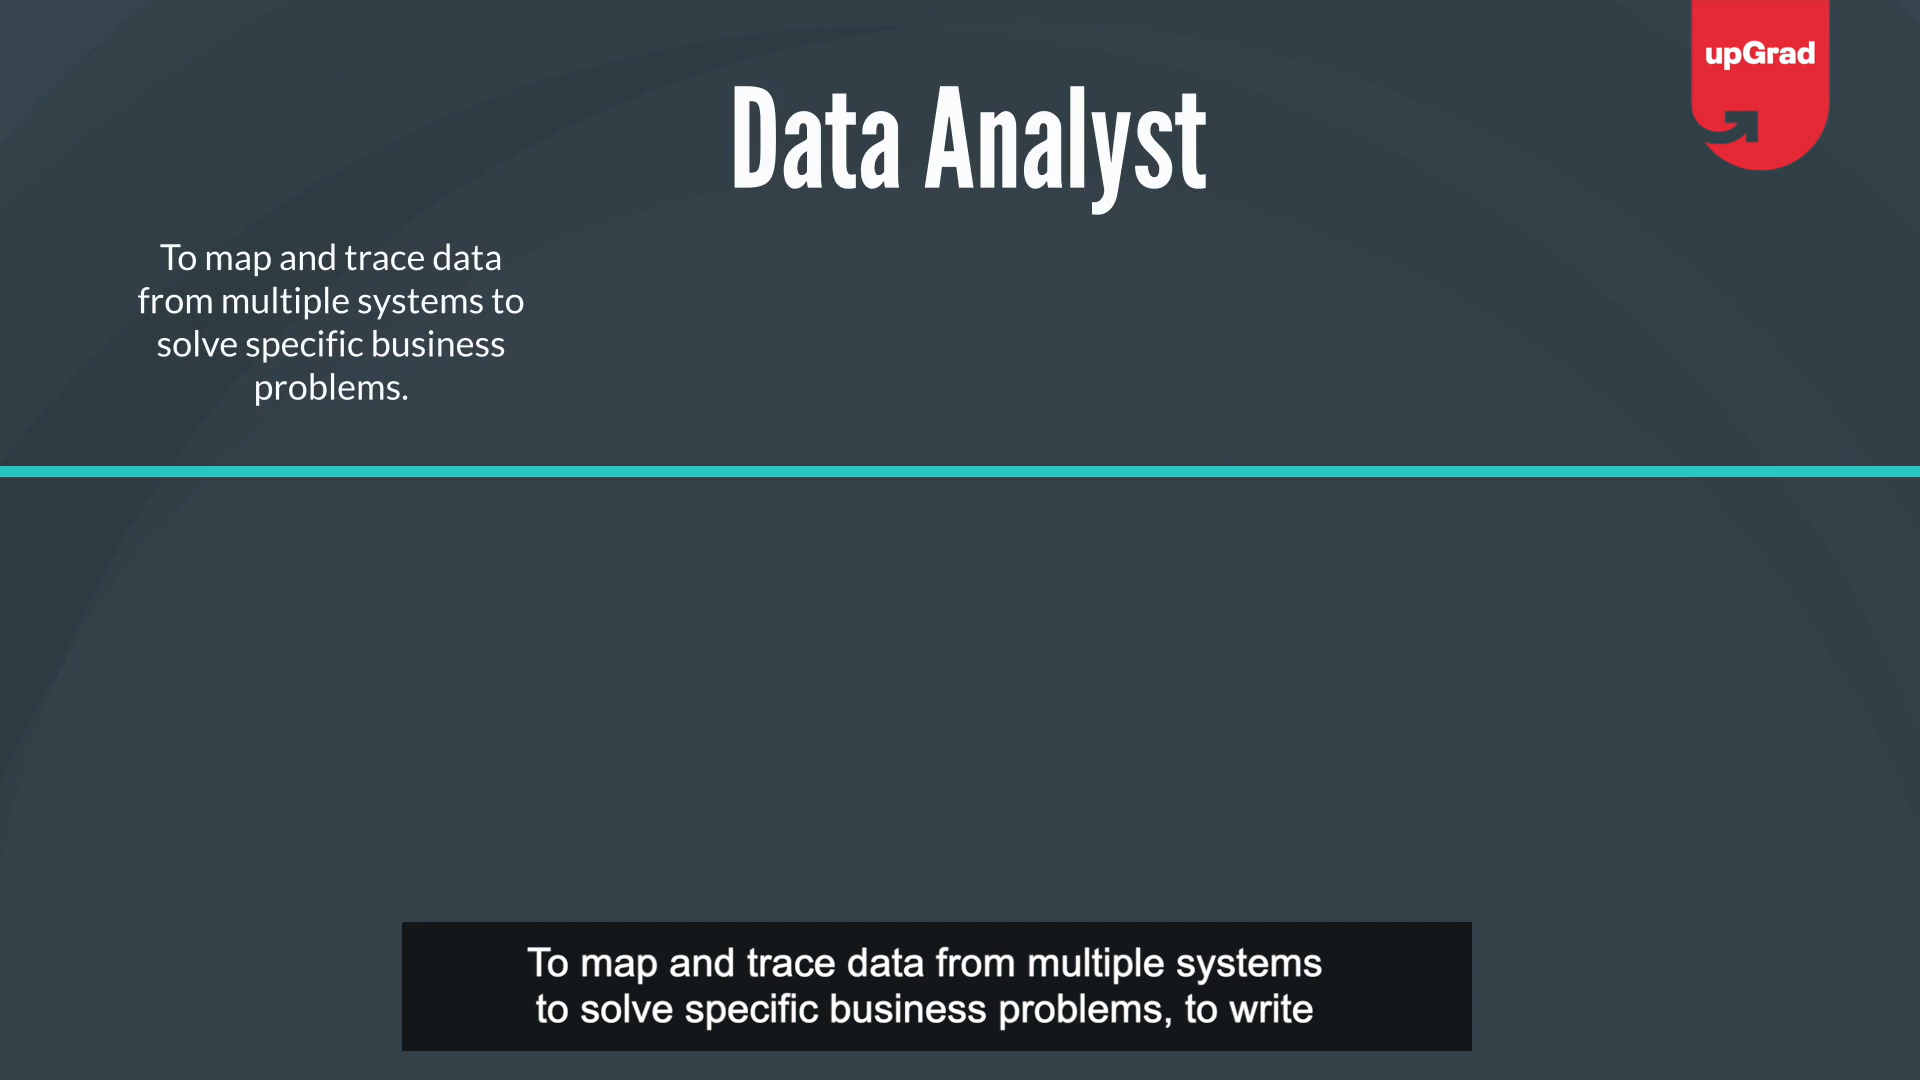 upGrad
Data Analyst
To map and trace data
from multiple systems to
solve specific business
problems.
To map and trace data from multiple systems
to solve specific business problems, to write